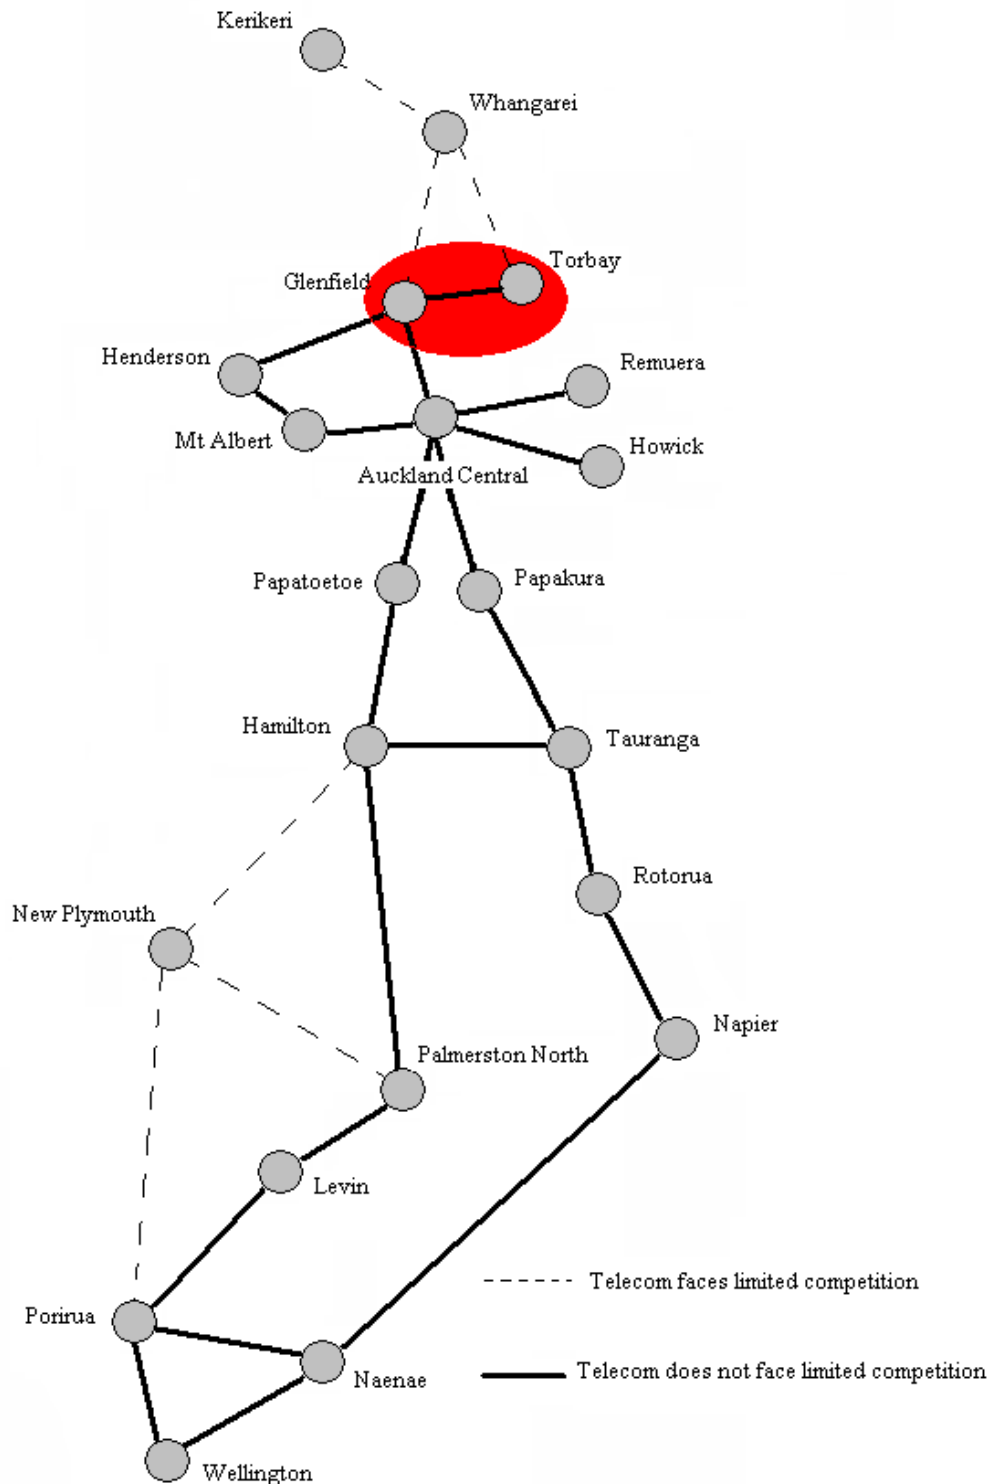 Kerikeri
Whangarei
Torbay
Glenfield
Henderson
Remuera
Mt Albert
Howick
Auckland Central
Papatoetoe
Papakura
Hamilton
Tauranga
Rotorua
New Plymouth
Napier
Palmerston North
Levin
Telecom faces limited competition
Porirua
Naenae
Telecom does not face limited competition
Wellington